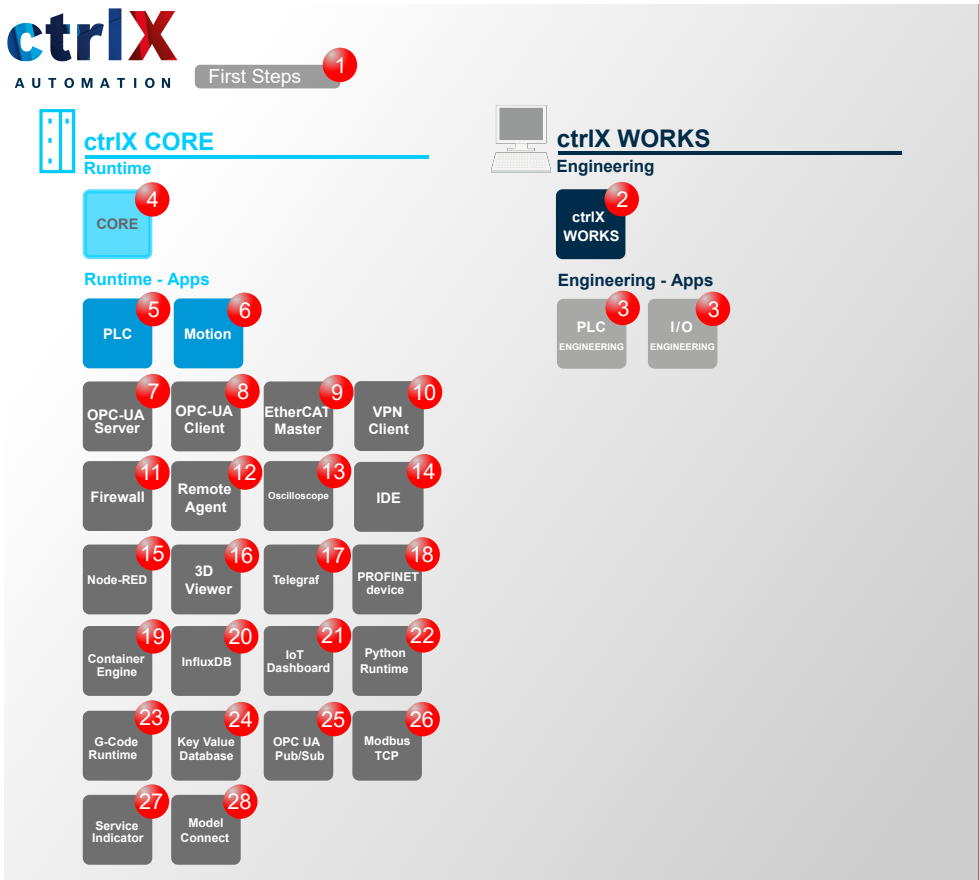 ctrlX
AUTOMATION
First Steps
1
ctrlX CORE
Runtime
4
CORE
Runtime - Apps
5
PLC
6
Motion
7
OPC-UA
Server
8
OPC-UA
Client
9
EtherCAT
Master
10
VPN
Client
11
Firewall
12
Remote
Agent
13
Oscilloscope
14
IDE
15
Node-RED
16
3D
Viewer
17
Telegraf
18
PROFINET
device
19
Container
Engine
20
InfluxDB
21
IoT
Dashboard
22
Python
Runtime
23
G-Code
Runtime
24
Key Value
Database
25
OPC UA
Pub/Sub
26
Modbus
TCP
27
Service
Indicator
28
Model
Connect
ctrlX WORKS
Engineering
2
ctrlX
WORKS
Engineering - Apps
3
PLC
ENGINEERING
3
I/O
ENGINEERING